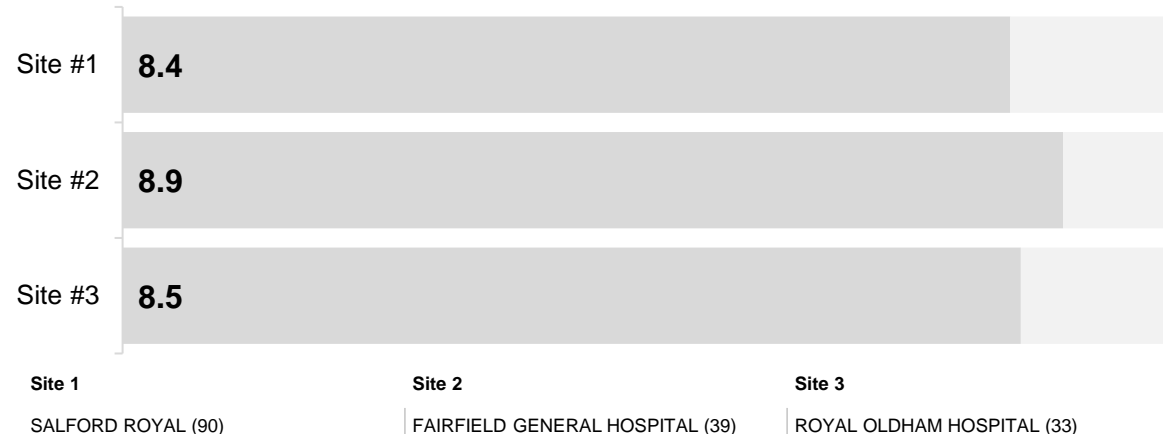 Site #1 8.4
Site #2 8.9
Site #3 8.5
Site 1 Site 2 Site 3
SALFORD ROYAL (90) FAIRFIELD GENERAL HOSPITAL (39) ROYAL OLDHAM HOSPITAL (33)